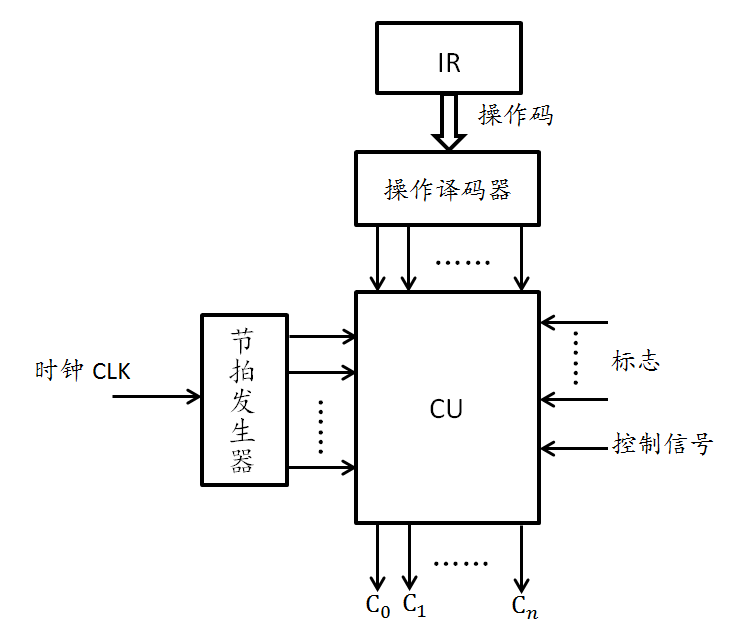 IR
操作码
操作译码器
……
节拍发生器
时钟 CLK
……
CU
……
标志
控制信号
……
C₀ C₁ Cₙ